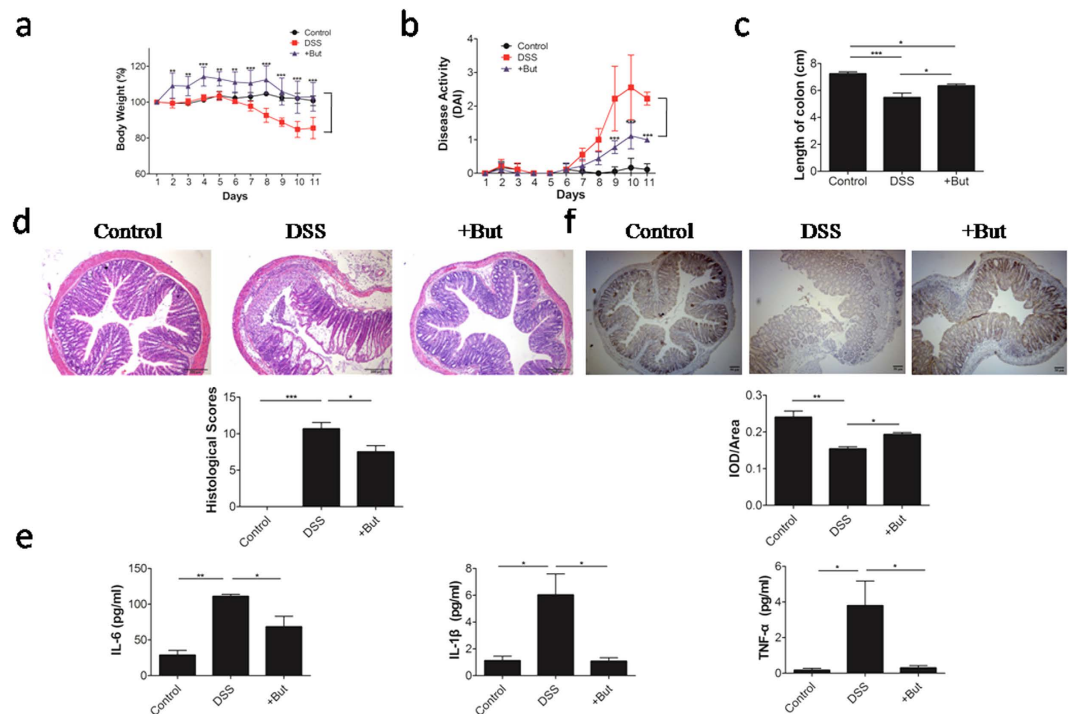 a
Control
DSS
+But
Body Weight (%)
140
120
100
80
60
** ** *** ** ** *** *** *** *** ***
1 2 3 4 5 6 7 8 9 10 11
Days
b
Control
DSS
+But
Disease Activity
(DAI)
4
3
2
1
0
*** *** ***
1 2 3 4 5 6 7 8 9 10 11
Days
c
Length of colon (cm)
8
6
4
2
0
*
***
*
Control DSS +But
d
Control DSS +But
Histological Scores
15
10
5
0
*** *
Control DSS +But
f
Control DSS +But
IOD/Area
0.3
0.2
0.1
0.0
** *
Control DSS +But
e
IL-6 (pg/ml)
150
100
50
0
** *
Control DSS +But
IL-1β (pg/ml)
8
6
4
2
0
* *
Control DSS +But
TNF-α (pg/ml)
6
4
2
0
* *
Control DSS +But